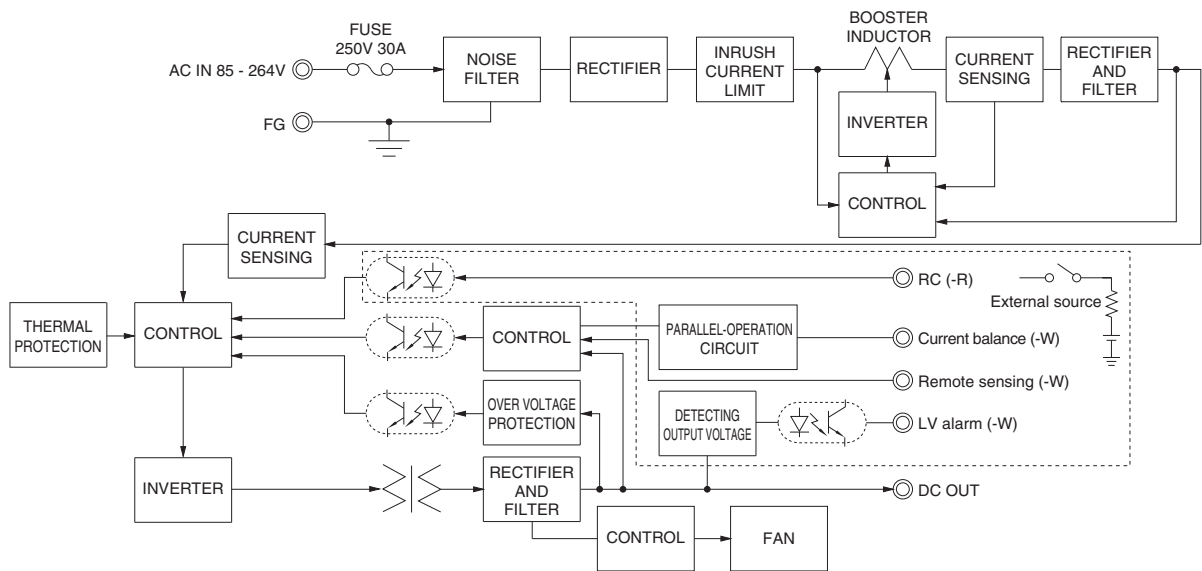 FUSE
250V 30A
BOOSTER
INDUCTOR
AC IN 85 - 264V
NOISE
FILTER
RECTIFIER
INRUSH
CURRENT
LIMIT
CURRENT
SENSING
RECTIFIER
AND
FILTER
FG
INVERTER
CONTROL
CURRENT
SENSING
RC (-R)
External source
THERMAL
PROTECTION
CONTROL
CONTROL
PARALLEL-OPERATION
CIRCUIT
Current balance (-W)
Remote sensing (-W)
OVER VOLTAGE
PROTECTION
DETECTING
OUTPUT VOLTAGE
LV alarm (-W)
INVERTER
RECTIFIER
AND
FILTER
DC OUT
CONTROL
FAN